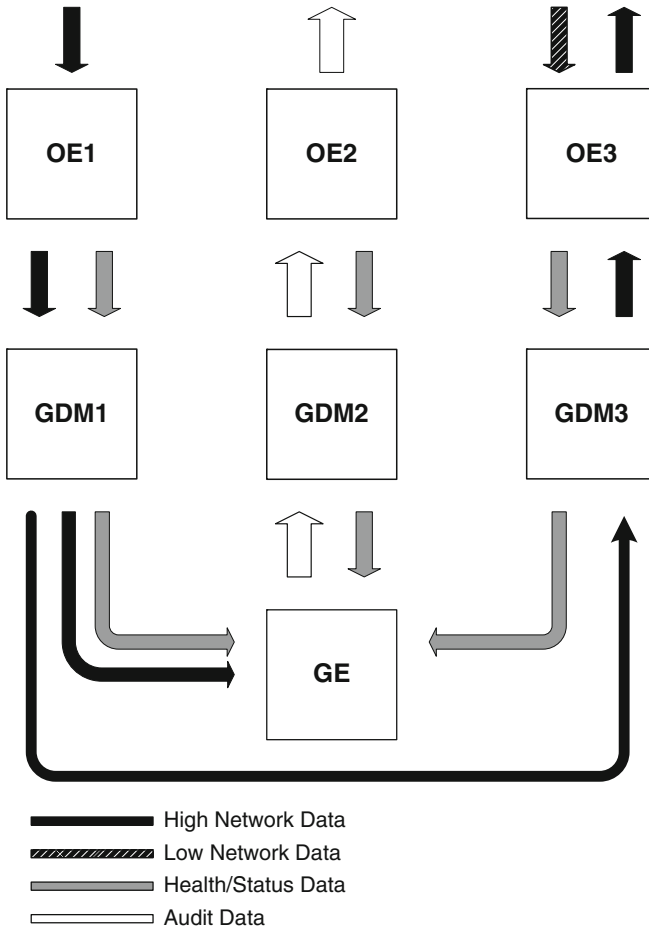 OE1
OE2
OE3
GDM1
GDM2
GDM3
GE
High Network Data
Low Network Data
Health/Status Data
Audit Data